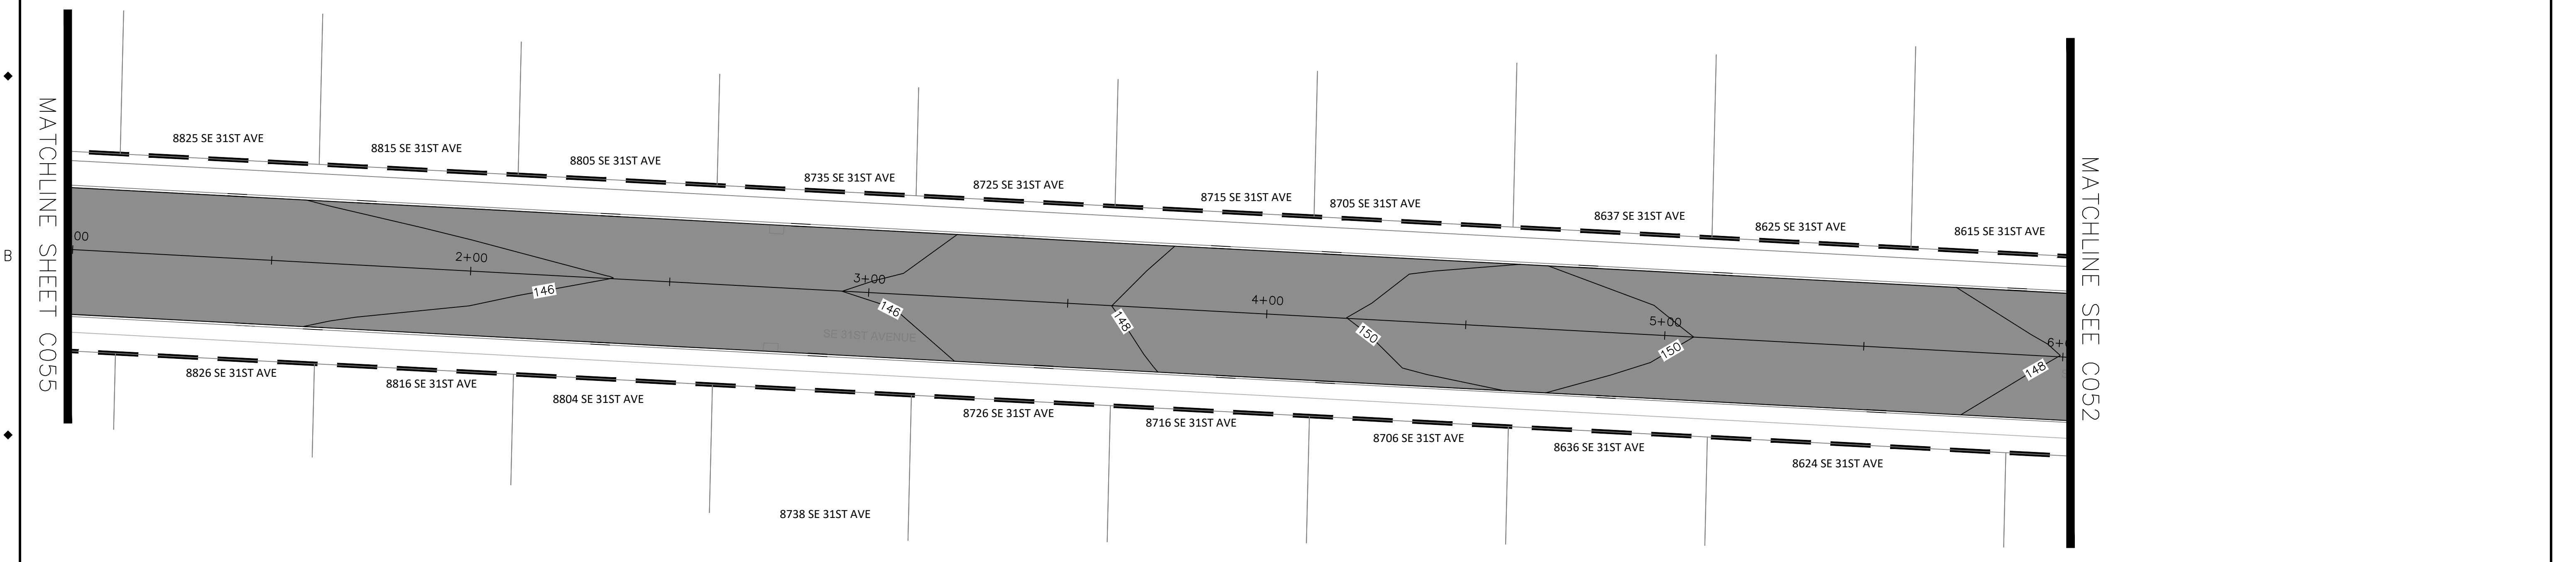 MATCHLINE SHEET C055
B
8825 SE 31ST AVE
8815 SE 31ST AVE
8805 SE 31ST AVE
8735 SE 31ST AVE
8725 SE 31ST AVE
8715 SE 31ST AVE
8705 SE 31ST AVE
8637 SE 31ST AVE
8625 SE 31ST AVE
8615 SE 31ST AVE
00
2+00
3+00
4+00
5+00
6+0
146
146
148
150
150
148
SE 31ST AVENUE
8826 SE 31ST AVE
8816 SE 31ST AVE
8804 SE 31ST AVE
8726 SE 31ST AVE
8716 SE 31ST AVE
8706 SE 31ST AVE
8636 SE 31ST AVE
8624 SE 31ST AVE
8738 SE 31ST AVE
MATCHLINE SEE C052